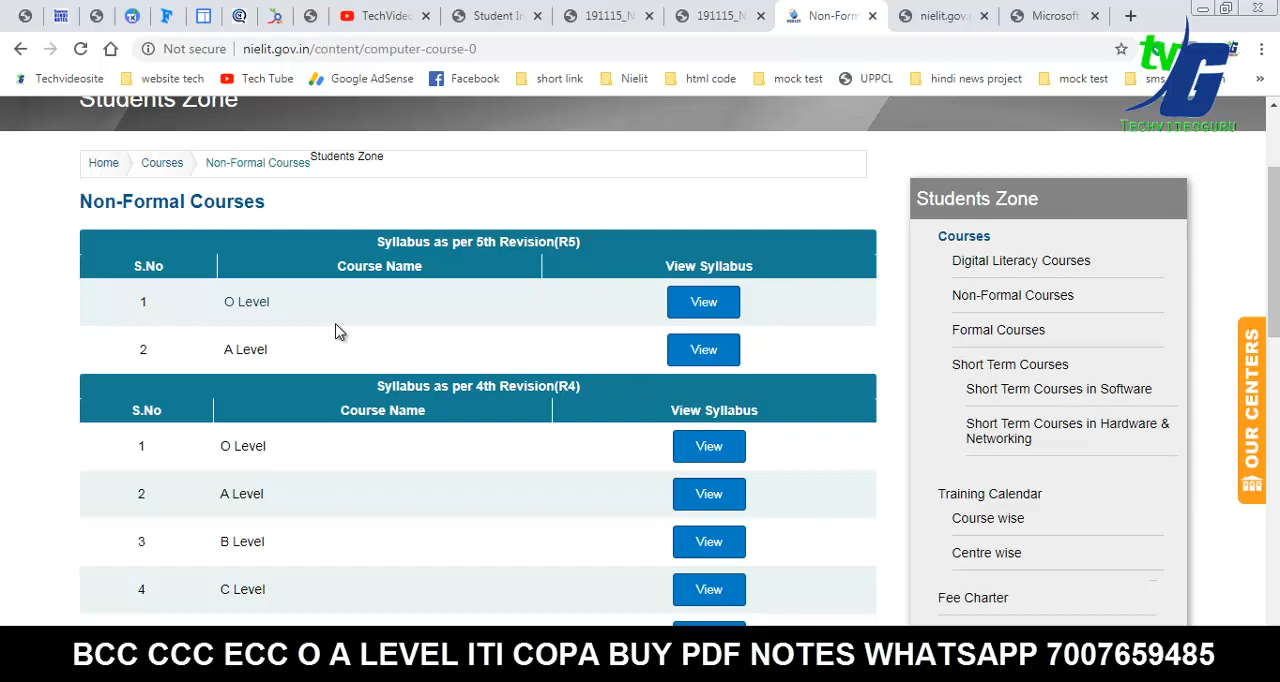 TechVideo
Student In
191115_N
191115_N
Non-Form
nielit.gov.i
Microsoft
Not secure
nielit.gov.in/content/computer-course-0
Techvideosite
website tech
Tech Tube
Google AdSense
Facebook
short link
Nielit
html code
mock test
UPPCL
hindi news project
mock test
sms
tv
G
TECHVIDEOGURU
Students Zone
Home
Courses
Non-Formal Courses
Students Zone
Non-Formal Courses
Syllabus as per 5th Revision(R5)
S.No Course Name View Syllabus
1 O Level View
2 A Level View
Syllabus as per 4th Revision(R4)
S.No Course Name View Syllabus
1 O Level View
2 A Level View
3 B Level View
4 C Level View
Students Zone
Courses
Digital Literacy Courses
Non-Formal Courses
Formal Courses
Short Term Courses
Short Term Courses in Software
Short Term Courses in Hardware &
Networking
Training Calendar
Course wise
Centre wise
Fee Charter
OUR CENTERS
BCC CCC ECC O A LEVEL ITI COPA BUY PDF NOTES WHATSAPP 7007659485